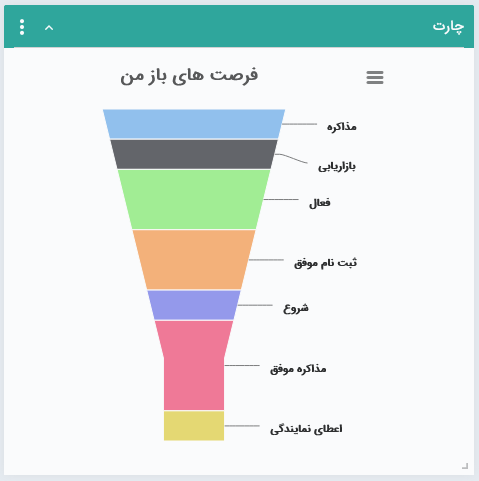 چارت
فرصت های باز من
مذاکره
بازاریابی
فعال
ثبت نام موفق
شروع
مذاکره موفق
اعطای نمایندگی